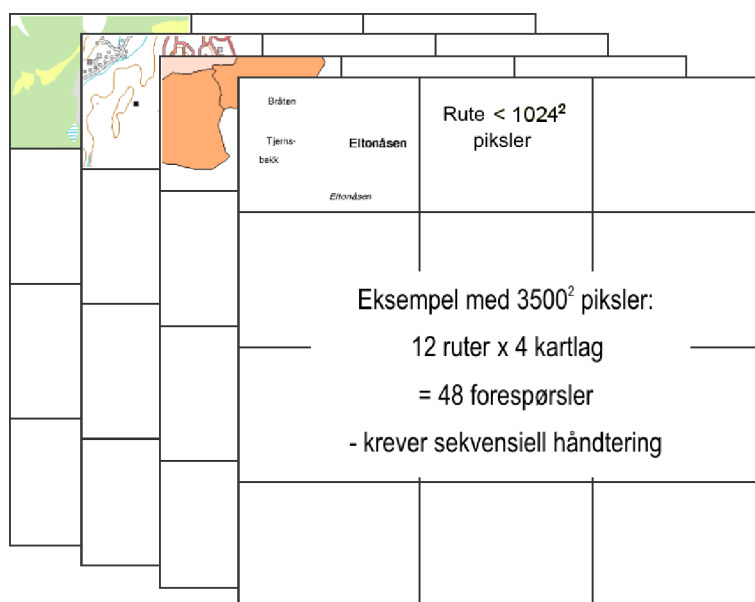 Bråten
Tjerns-
bekk
Eltonåsen
Eltonåsen
Rute < 1024²
piksler
Eksempel med 3500² piksler:
12 ruter x 4 kartlag
= 48 forespørsler
- krever sekvensiell håndtering